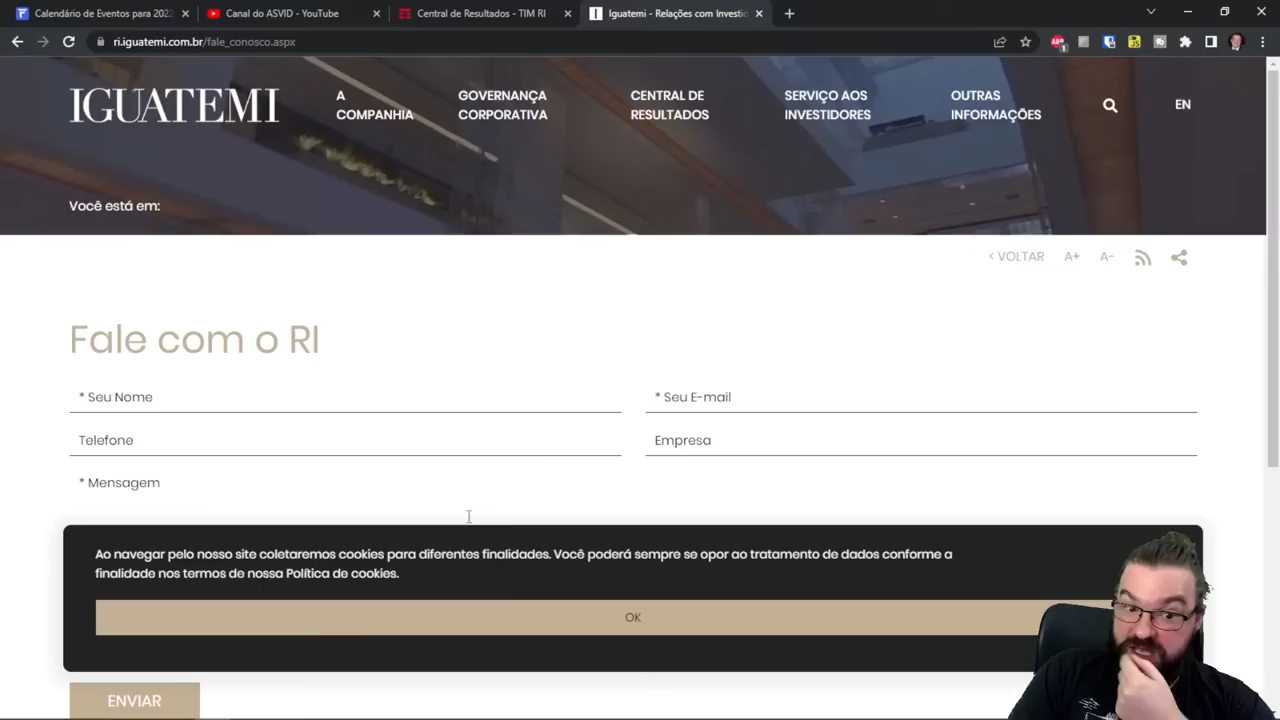 Calendário de Eventos para 2022
Canal do ASVID - YouTube
Central de Resultados - TIM RI
Iguatemi - Relações com Investid
ri.iguatemi.com.br/fale_conosco.aspx
IGUATEMI
A
COMPANHIA
GOVERNANÇA
CORPORATIVA
CENTRAL DE
RESULTADOS
SERVIÇO AOS
INVESTIDORES
OUTRAS
INFORMAÇÕES
EN
Você está em:
< VOLTAR
A+
A-
Fale com o RI
* Seu Nome
* Seu E-mail
Telefone
Empresa
* Mensagem
Ao navegar pelo nosso site coletaremos cookies para diferentes finalidades. Você poderá sempre se opor ao tratamento de dados conforme a
finalidade nos termos de nossa Política de cookies.
OK
ENVIAR